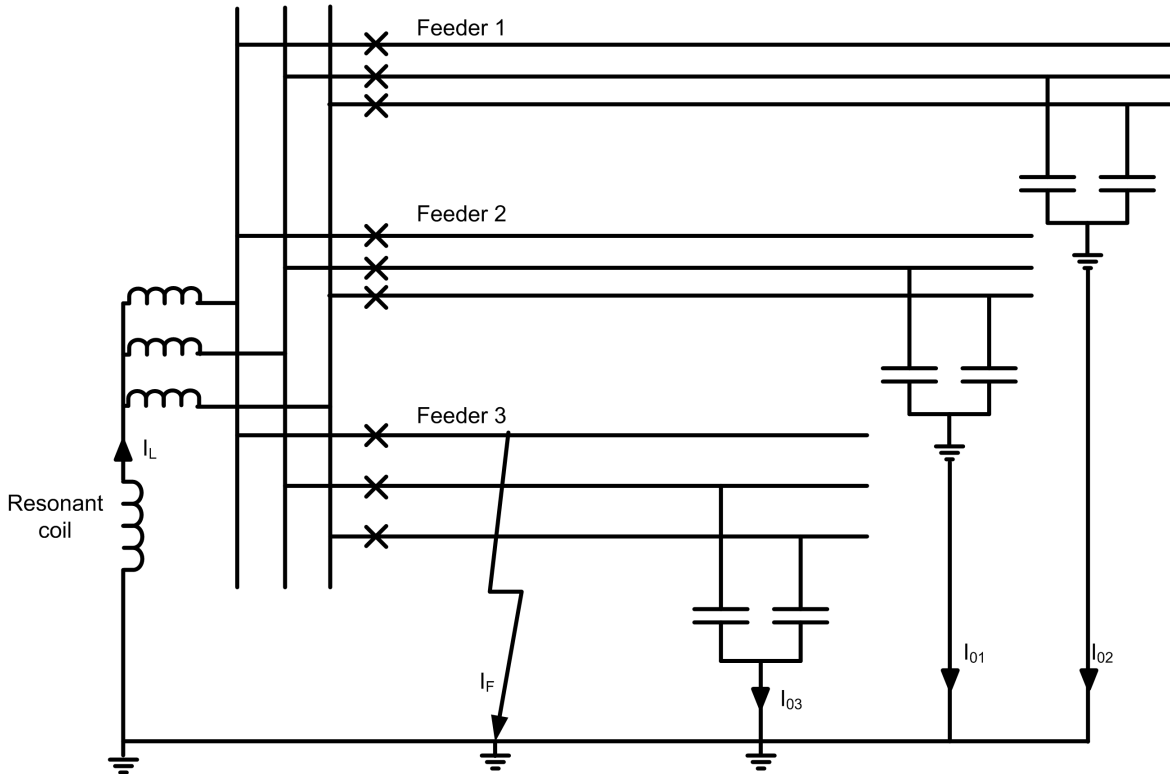 Feeder 1
Feeder 2
Feeder 3
I_L
Resonant
coil
I_F
I_03
I_01
I_02